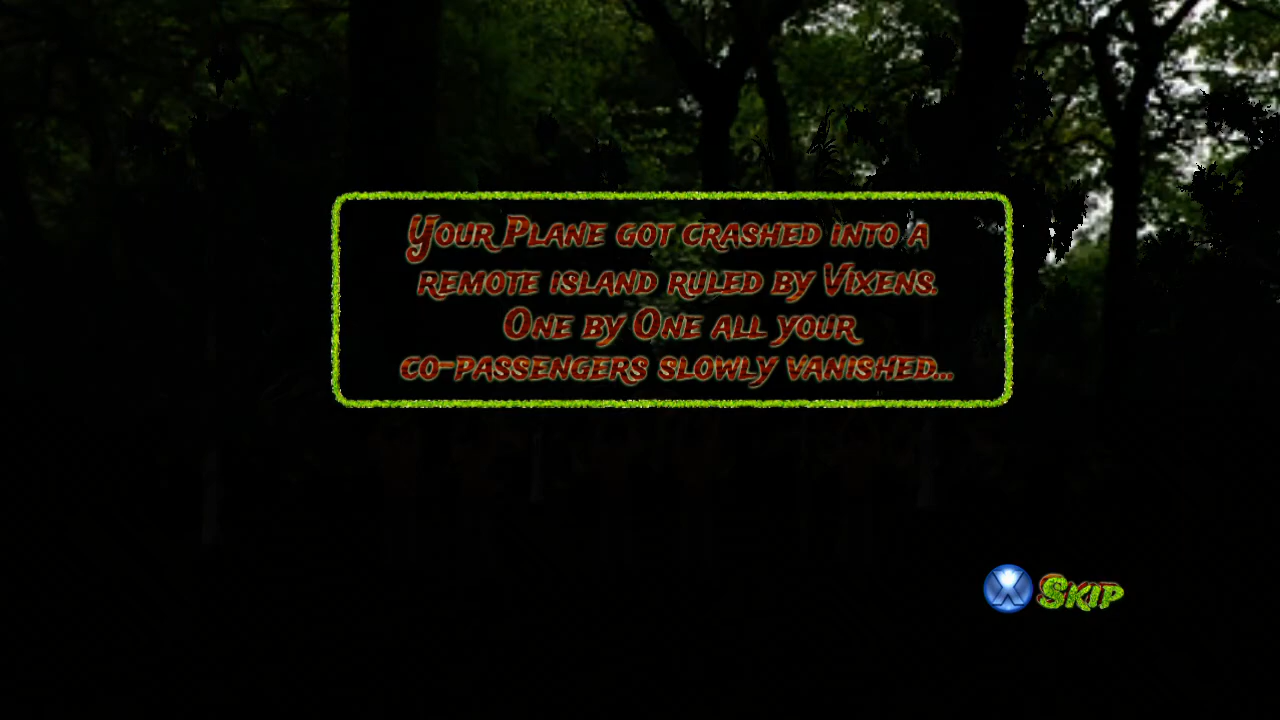 Your Plane got crashed into a
remote island ruled by Vixens.
One by One all your
co-passengers slowly vanished...
X Skip